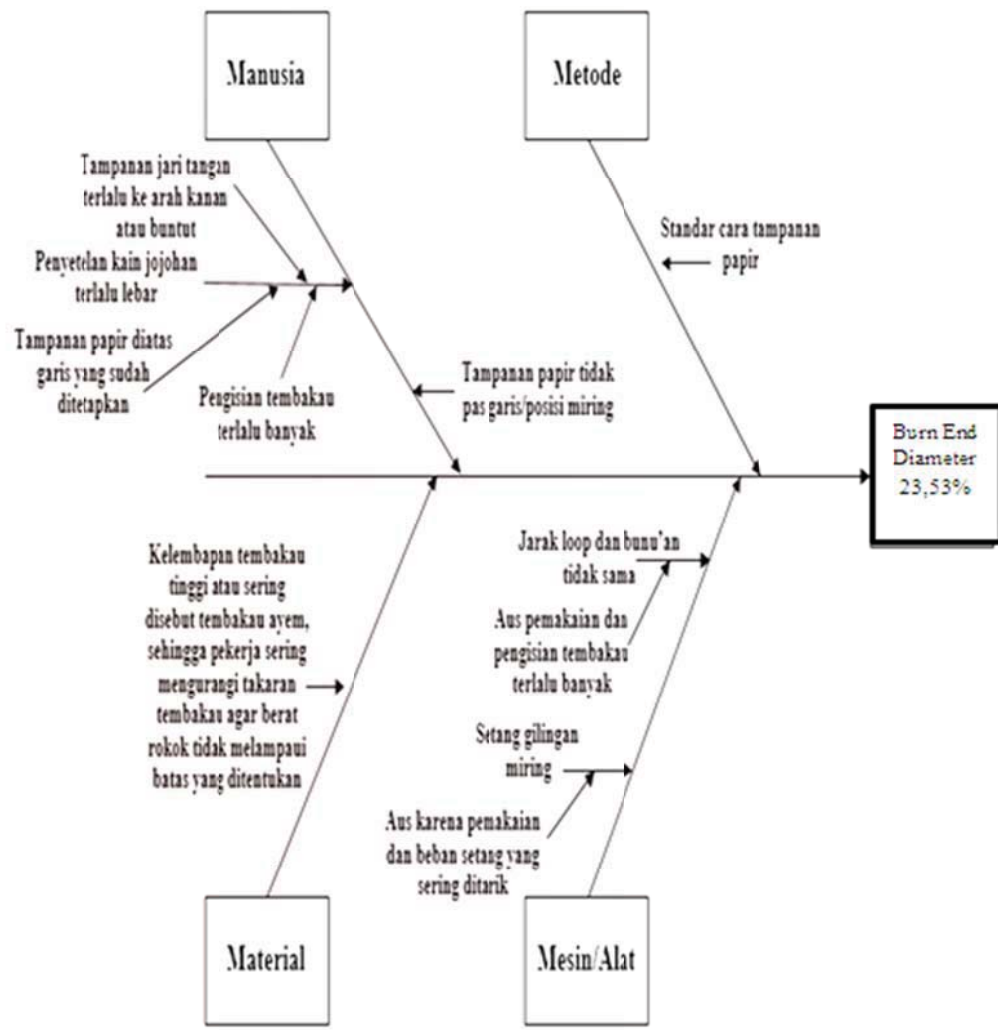 Manusia
Metode
Tampanan jari tangan
terlalu ke arah kanan
atau buntut
Penyetelan kain jojohan
terlalu lebar
Tampanan papir diatas
garis yang sudah
ditetapkan
Pengisian tembakau
terlalu banyak
Tampanan papir tidak
pas garis/posisi miring
Standar cara tampanan
papir
Burn End
Diameter
23,53%
Kelembapan tembakau
tinggi atau sering
disebut tembakau ayem,
sehingga pekerja sering
mengurangi takaran
tembakau agar berat
rokok tidak melampaui
batas yang ditentukan
Jarak loop dan bunu'an
tidak sama
Aus pemakaian dan
pengisian tembakau
terlalu banyak
Setang gilingan
miring
Aus karena pemakaian
dan beban setang yang
sering ditarik
Material
Mesin/Alat